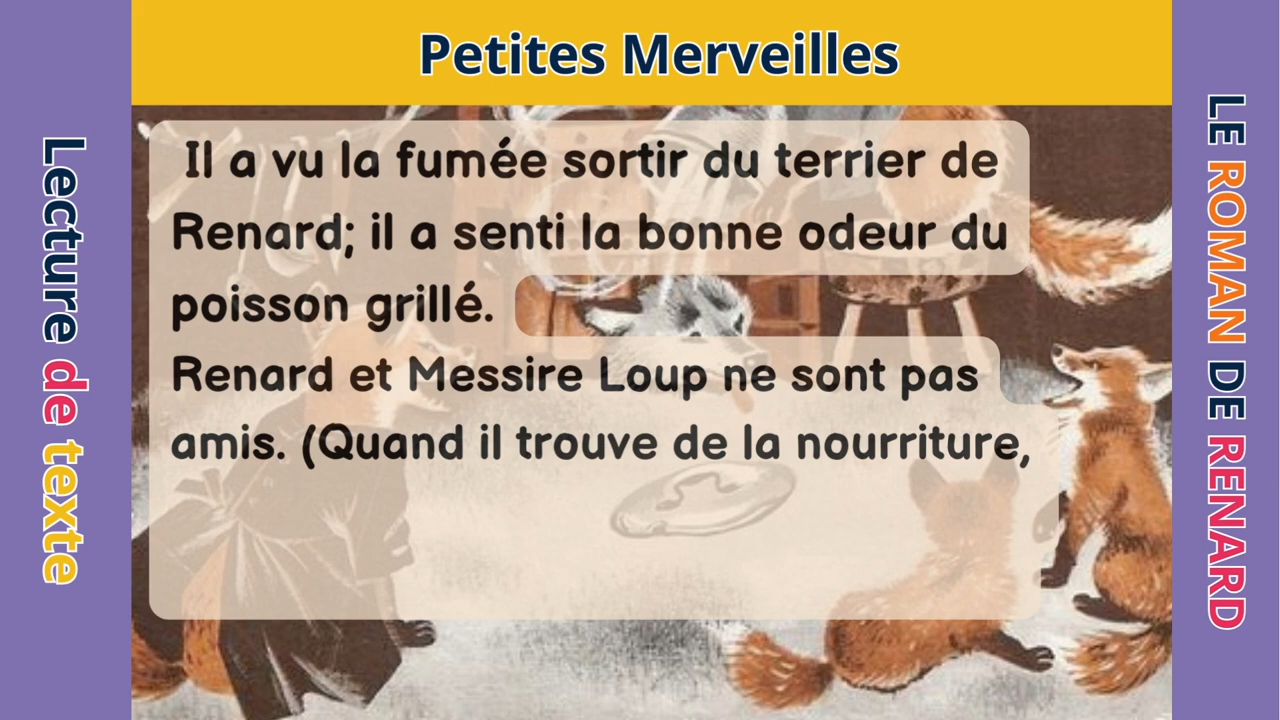 Petites Merveilles
Lecture de texte
Il a vu la fumée sortir du terrier de
Renard; il a senti la bonne odeur du
poisson grillé.
Renard et Messire Loup ne sont pas
amis. (Quand il trouve de la nourriture,
LE ROMAN DE RENARD